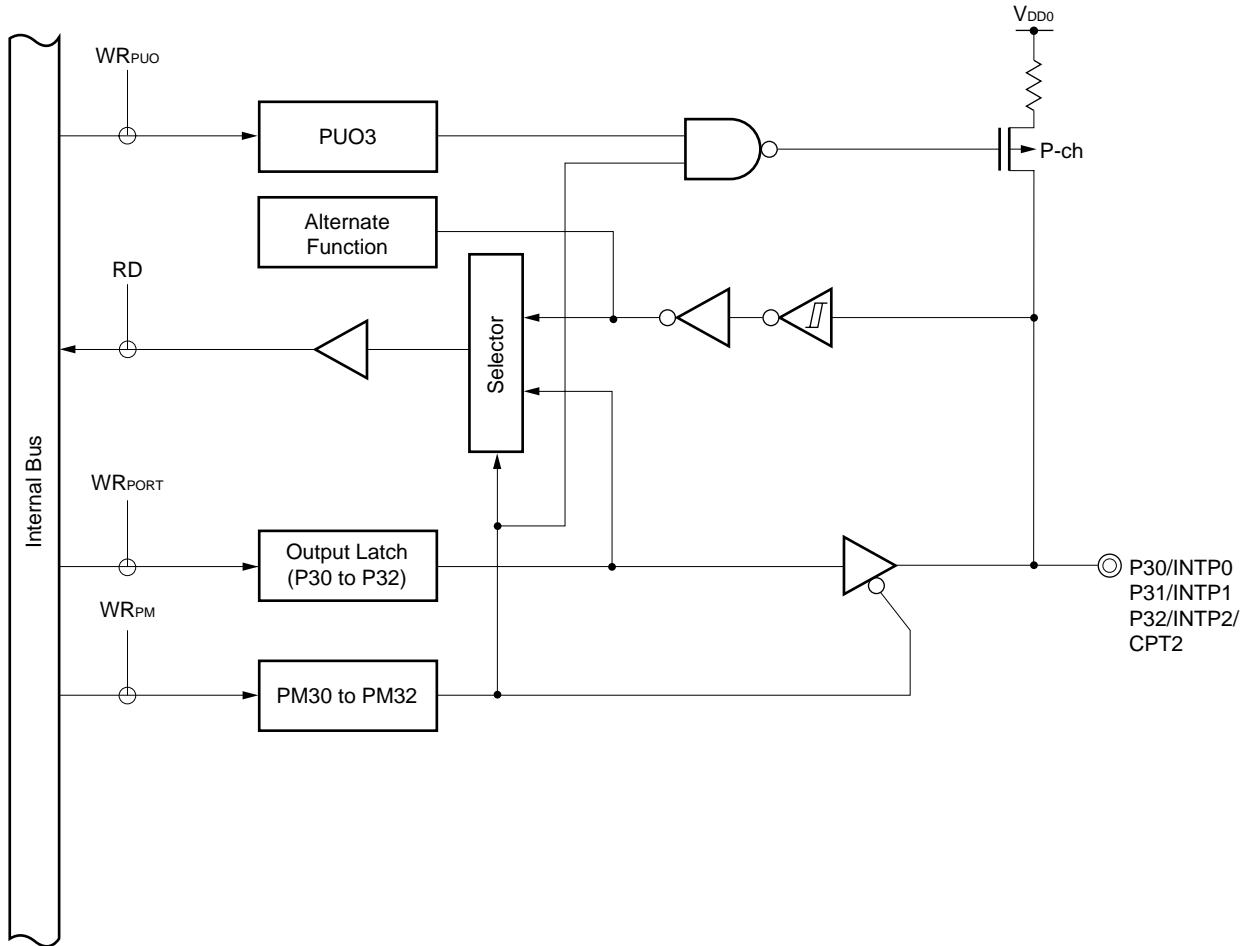 VDD0
WRPUO
PUO3
P-ch
Alternate
Function
RD
Selector
Internal Bus
WRPORT
Output Latch
(P30 to P32)
P30/INTP0
P31/INTP1
P32/INTP2/
CPT2
WRPM
PM30 to PM32